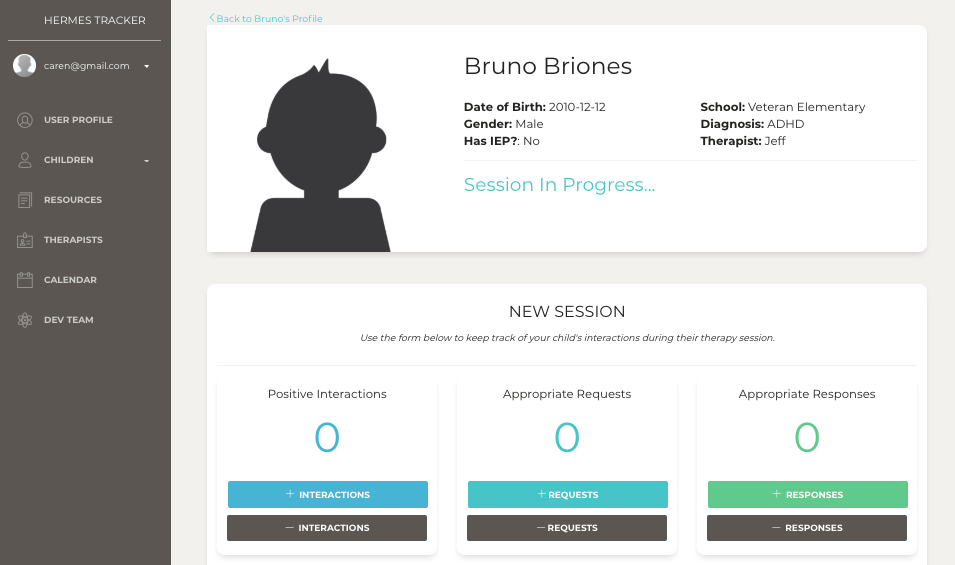 HERMES TRACKER
caren@gmail.com
USER PROFILE
CHILDREN
RESOURCES
THERAPISTS
CALENDAR
DEV TEAM
Back to Bruno's Profile
Bruno Briones
Date of Birth: 2010-12-12
Gender: Male
Has IEP?: No
School: Veteran Elementary
Diagnosis: ADHD
Therapist: Jeff
Session In Progress...
NEW SESSION
Use the form below to keep track of your child's interactions during their therapy session.
Positive Interactions
0
+ INTERACTIONS
− INTERACTIONS
Appropriate Requests
0
+ REQUESTS
− REQUESTS
Appropriate Responses
0
+ RESPONSES
− RESPONSES